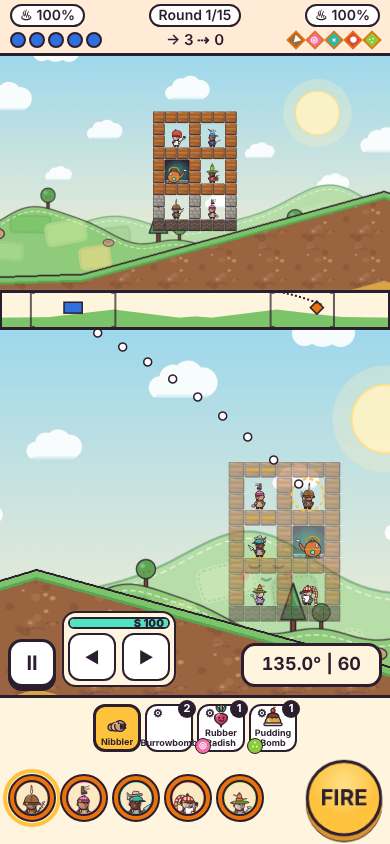 ♨ 100%
Round 1/15
♨ 100%
→ 3 ⇢ 0
S 100
135.0° | 60
2
1
1
Nibbler
Burrowbomb
Rubber
Radish
Pudding
Bomb
FIRE